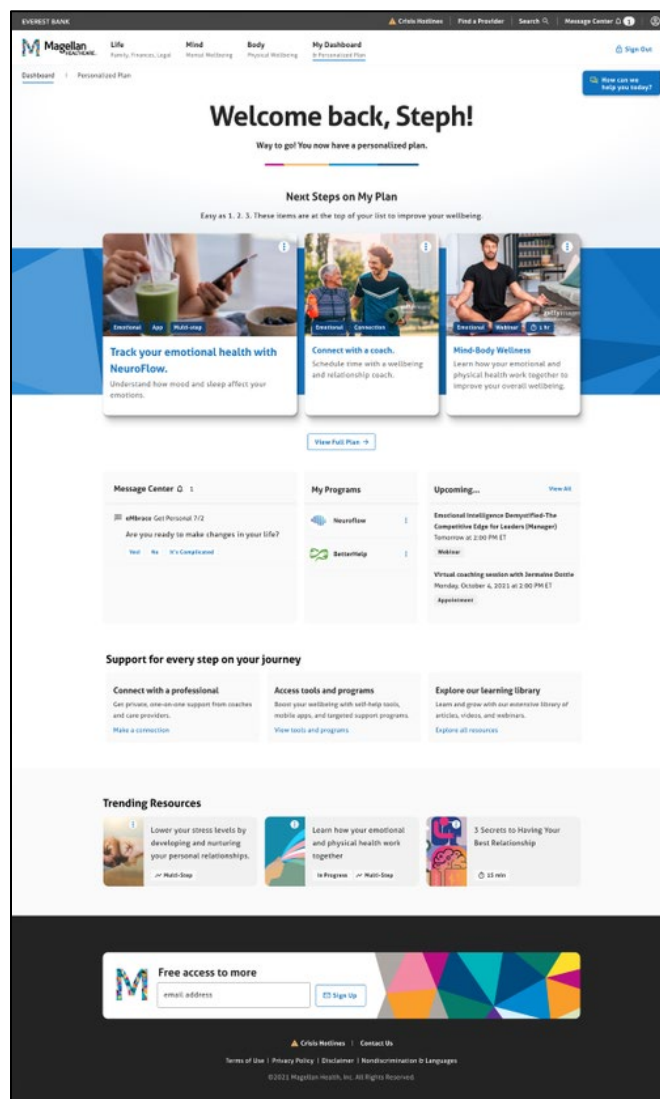 EVEREST BANK
Crisis Hotlines | Find a Provider | Search | Message Center 1
Magellan HEALTHCARE.
Life
Family, Finances, Legal
Mind
Mental Wellbeing
Body
Physical Wellbeing
My Dashboard
& Personalized Plan
Sign Out
Dashboard Personalized Plan
How can we
help you today?
Welcome back, Steph!
Way to go! You now have a personalized plan.
Next Steps on My Plan
Easy as 1. 2. 3. These items are at the top of your list to improve your wellbeing.
Emotional App Multi-step
Track your emotional health with
NeuroFlow.
Understand how mood and sleep affect your
emotions.
Emotional Connection
Connect with a coach.
Schedule time with a wellbeing
and relationship coach.
Emotional Webinar 1 hr
Mind-Body Wellness
Learn how your emotional and
physical health work together to
improve your overall wellbeing.
View Full Plan →
Message Center 1
eMbrace Get Personal 7/2
Are you ready to make changes in your life?
Yes! No It's Complicated
My Programs
Neuroflow
BetterHelp
Upcoming... View All
Emotional Intelligence Demystified-The
Competitive Edge for Leaders (Manager)
Tomorrow at 2:00 PM ET
Webinar
Virtual coaching session with Jermaine Dottie
Monday, October 4, 2021 at 2:00 PM ET
Appointment
Support for every step on your journey
Connect with a professional
Get private, one-on-one support from coaches
and care providers.
Make a connection
Access tools and programs
Boost your wellbeing with self-help tools,
mobile apps, and targeted support programs.
View tools and programs
Explore our learning library
Learn and grow with our extensive library of
articles, videos, and webinars.
Explore all resources
Trending Resources
Lower your stress levels by
developing and nurturing
your personal relationships.
Multi-Step
Learn how your emotional
and physical health work
together
In Progress Multi-Step
3 Secrets to Having Your
Best Relationship
15 min
Free access to more
email address
Sign Up
Crisis Hotlines | Contact Us
Terms of Use | Privacy Policy | Disclaimer | Nondiscrimination & Languages
©2021 Magellan Health, Inc. All Rights Reserved.